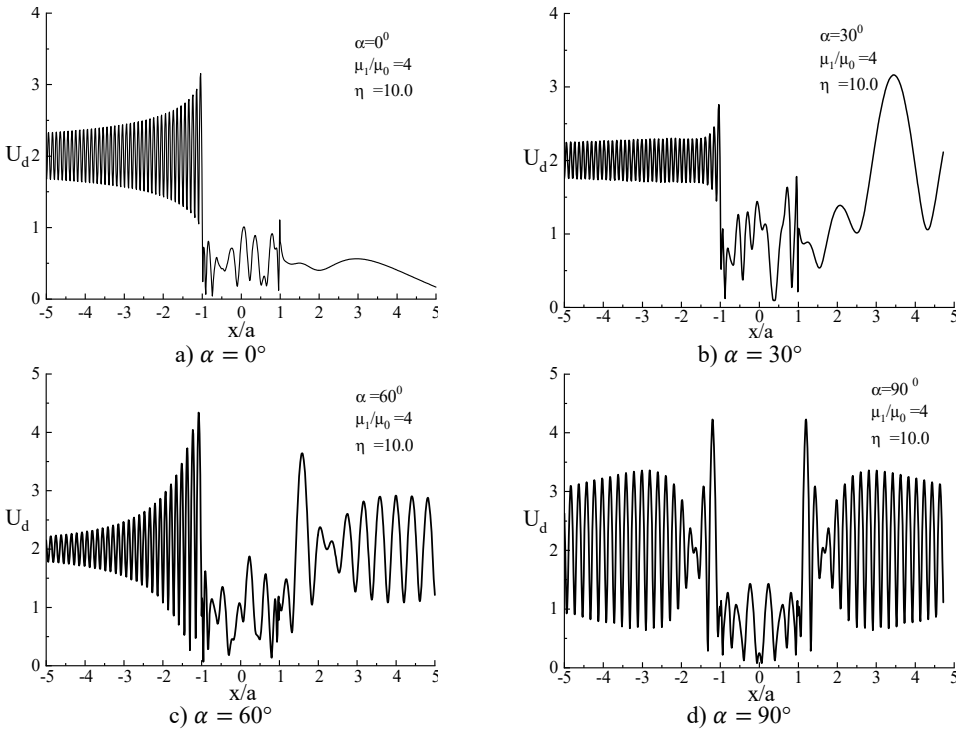 4
3
2
1
0
U_d
-5 -4 -3 -2 -1 0 1 2 3 4 5
x/a
α=0⁰
μ₁/μ₀=4
η =10.0
a) α = 0°
4
3
2
1
0
U_d
-5 -4 -3 -2 -1 0 1 2 3 4 5
x/a
α=30⁰
μ₁/μ₀=4
η =10.0
b) α = 30°
5
4
3
2
1
0
U_d
-5 -4 -3 -2 -1 0 1 2 3 4 5
x/a
α =60⁰
μ₁/μ₀=4
η =10.0
c) α = 60°
5
4
3
2
1
0
U_d
-5 -4 -3 -2 -1 0 1 2 3 4 5
x/a
α=90 ⁰
μ₁/μ₀=4
η =10.0
d) α = 90°